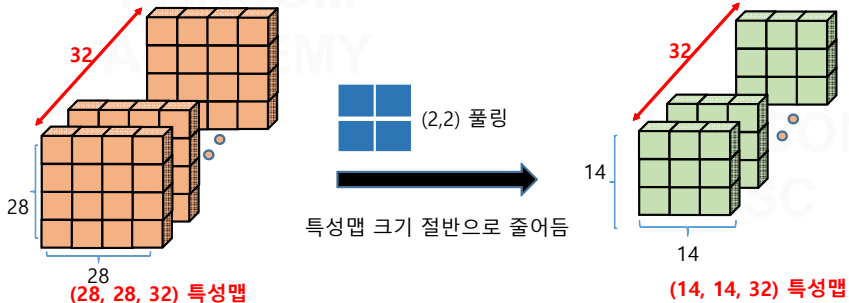 32
28
28
(28, 28, 32) 특성맵
(2,2) 풀링
특성맵 크기 절반으로 줄어듬
32
14
14
(14, 14, 32) 특성맵